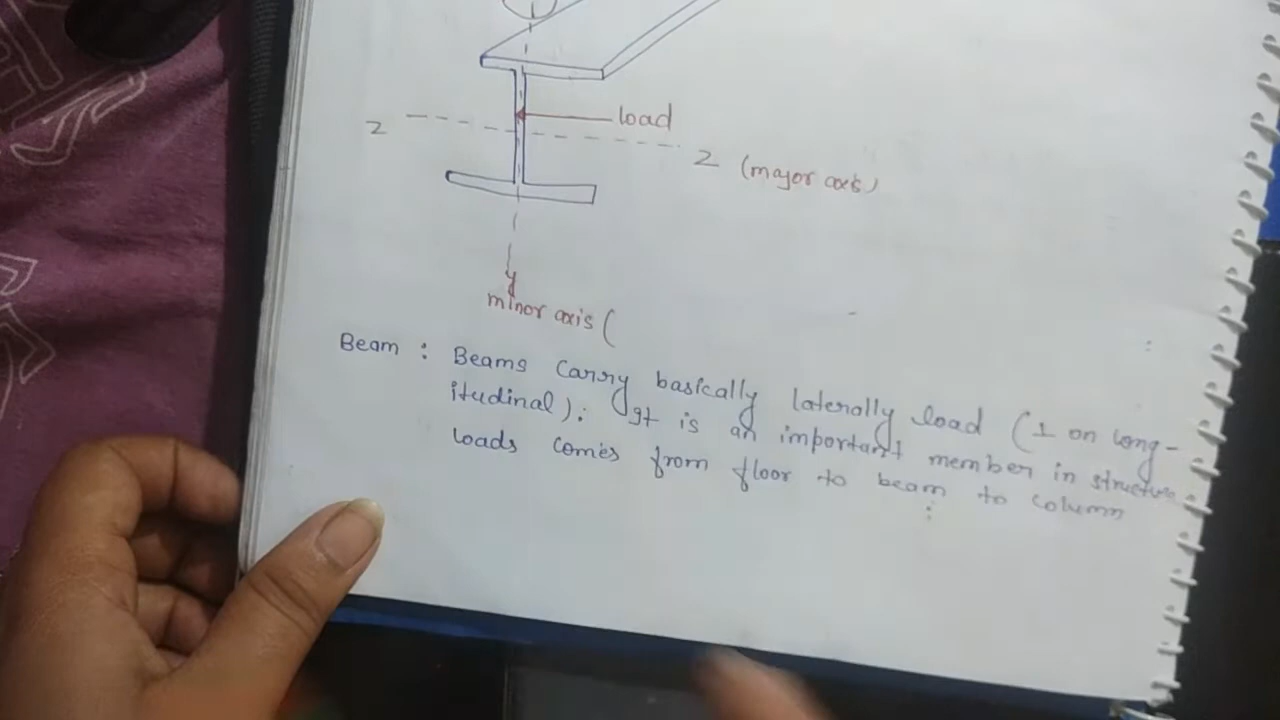 load
z
z (major axis)
y
minor axis (
Beam : Beams carry basically laterally load (⊥ on long-
itudinal). It is an important member in structure
loads comes from floor to beam to column